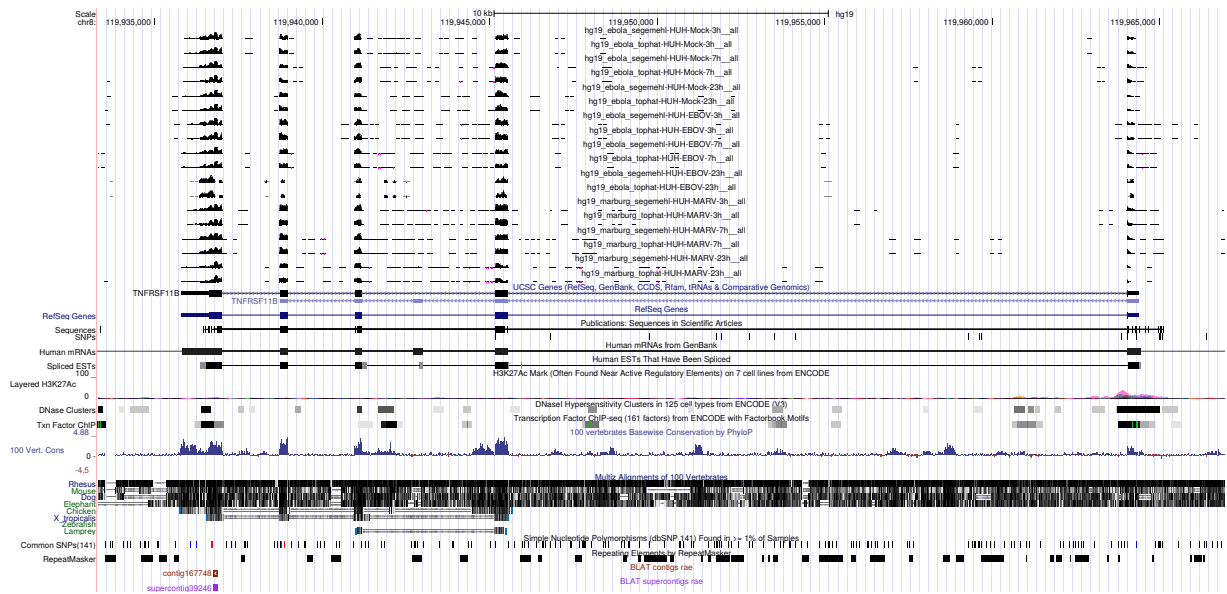 Scale 10 kb hg19
chr8: 119,935,000 119,940,000 119,945,000 119,950,000 119,955,000 119,960,000 119,965,000
hg19_ebola_segemehl-HUH-Mock-3h__all
hg19_ebola_tophat-HUH-Mock-3h__all
hg19_ebola_segemehl-HUH-Mock-7h__all
hg19_ebola_tophat-HUH-Mock-7h__all
hg19_ebola_segemehl-HUH-Mock-23h__all
hg19_ebola_tophat-HUH-Mock-23h__all
hg19_ebola_segemehl-HUH-EBOV-3h__all
hg19_ebola_tophat-HUH-EBOV-3h__all
hg19_ebola_segemehl-HUH-EBOV-7h__all
hg19_ebola_tophat-HUH-EBOV-7h__all
hg19_ebola_segemehl-HUH-EBOV-23h__all
hg19_ebola_tophat-HUH-EBOV-23h__all
hg19_marburg_segemehl-HUH-MARV-3h__all
hg19_marburg_tophat-HUH-MARV-3h__all
hg19_marburg_segemehl-HUH-MARV-7h__all
hg19_marburg_tophat-HUH-MARV-7h__all
hg19_marburg_segemehl-HUH-MARV-23h__all
hg19_marburg_tophat-HUH-MARV-23h__all
UCSC Genes (RefSeq, GenBank, CCDS, Rfam, tRNAs & Comparative Genomics)
TNFRSF11B
TNFRSF11B
RefSeq Genes
RefSeq Genes
Publications: Sequences in Scientific Articles
Sequences
SNPs
Human mRNAs from GenBank
Human mRNAs
Human ESTs That Have Been Spliced
Spliced ESTs
H3K27Ac Mark (Often Found Near Active Regulatory Elements) on 7 cell lines from ENCODE
100
Layered H3K27Ac
0
DNaseI Hypersensitivity Clusters in 125 cell types from ENCODE (V3)
DNase Clusters
Transcription Factor ChIP-seq (161 factors) from ENCODE with Factorbook Motifs
Txn Factor ChIP
100 vertebrates Basewise Conservation by PhyloP
4.88
100 Vert. Cons
0
-4.5
Multiz Alignments of 100 Vertebrates
Rhesus
Mouse
Dog
Elephant
Chicken
X_tropicalis
Zebrafish
Lamprey
Simple Nucleotide Polymorphisms (dbSNP 141) Found in >= 1% of Samples
Common SNPs(141)
Repeating Elements by RepeatMasker
RepeatMasker
BLAT contigs rae
contig167748
BLAT supercontigs rae
supercontig39246